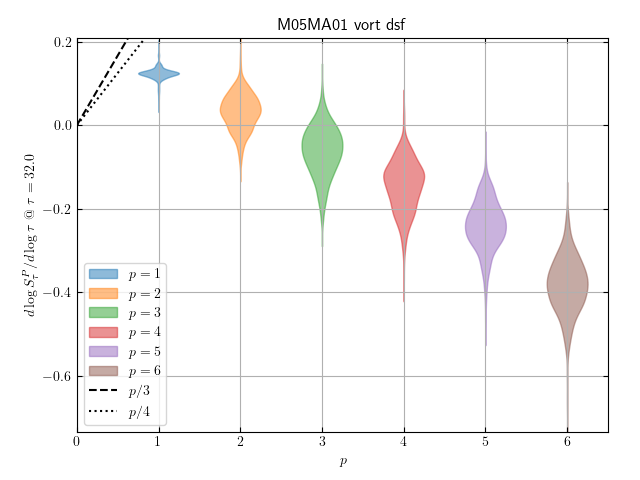 M05MA01 vort dsf
0.2
0.0
−0.2
−0.4
−0.6
d log S_τ^P / d log τ @ τ = 32.0
p = 1
p = 2
p = 3
p = 4
p = 5
p = 6
p/3
p/4
0 1 2 3 4 5 6
p